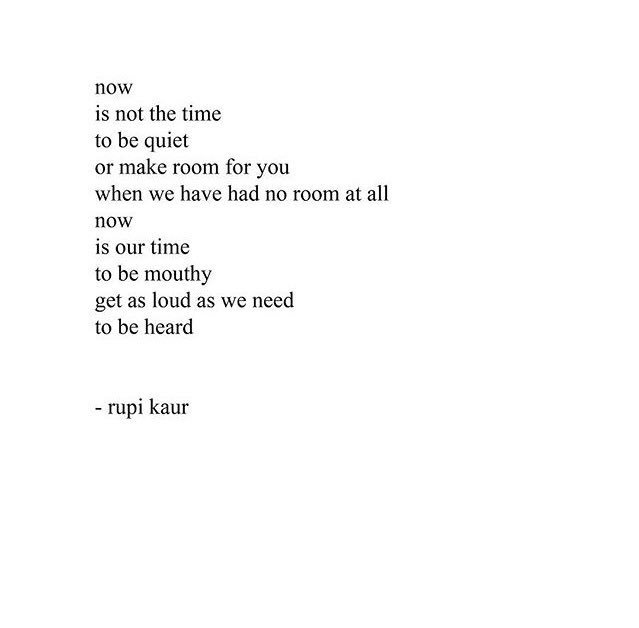 now
is not the time
to be quiet
or make room for you
when we have had no room at all
now
is our time
to be mouthy
get as loud as we need
to be heard
- rupi kaur